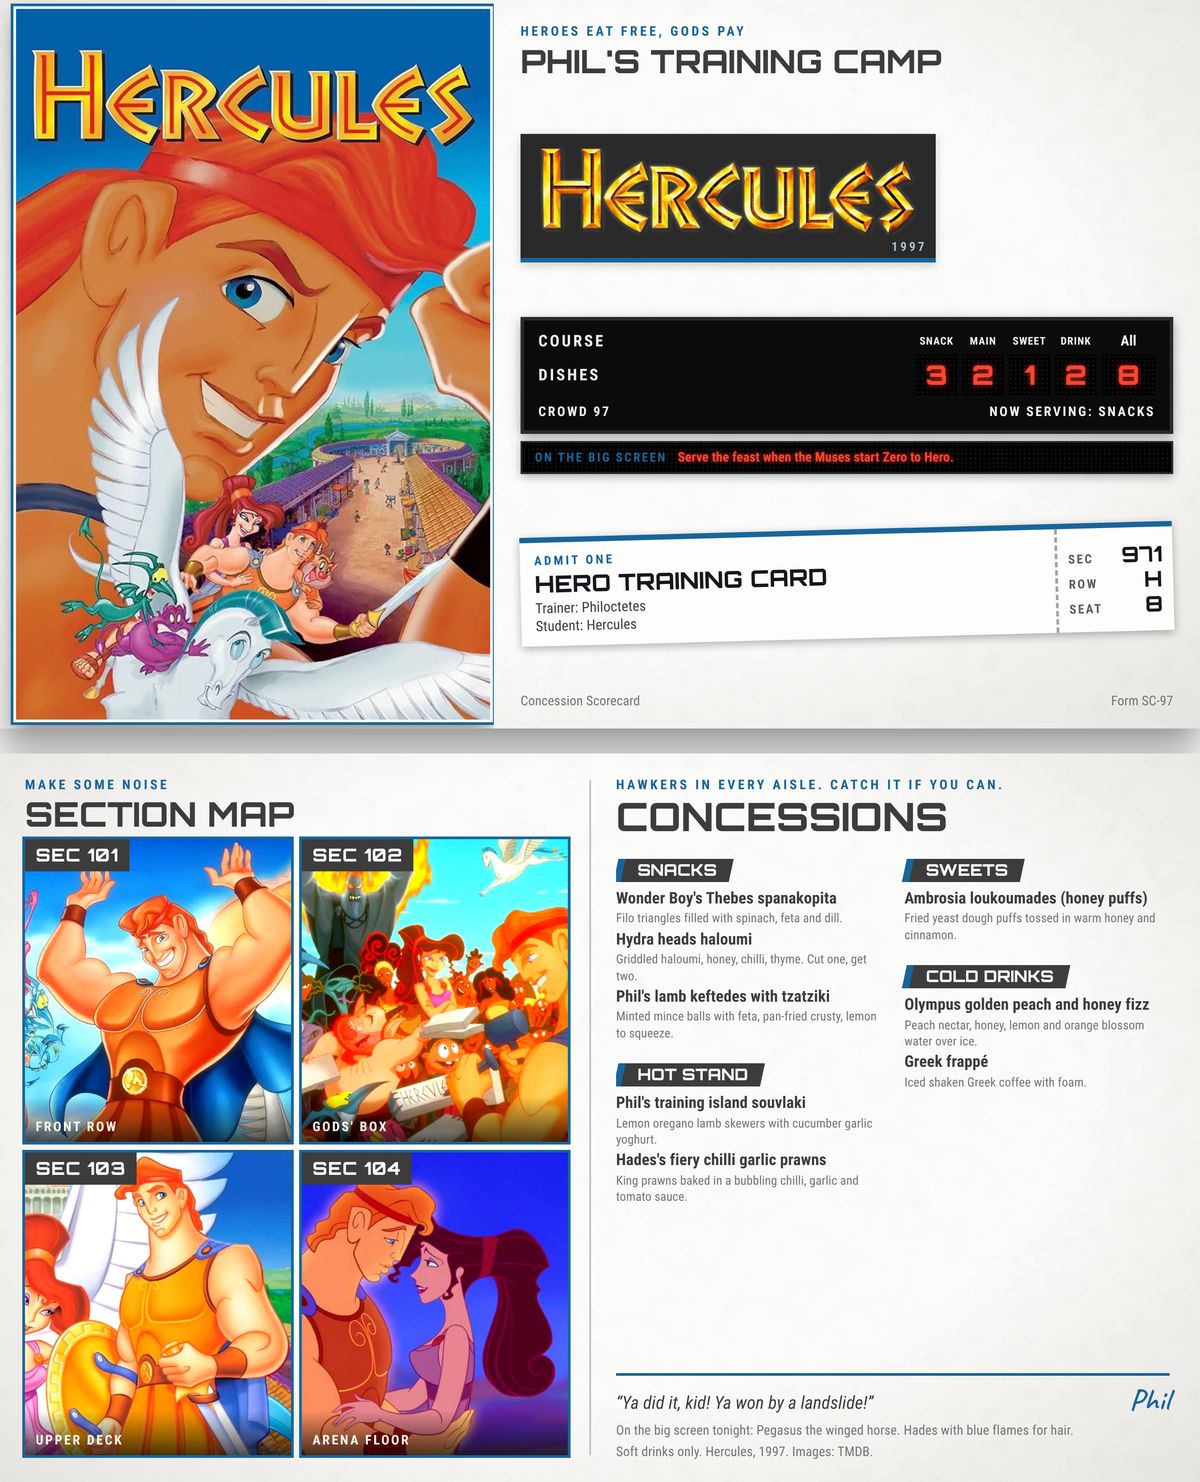 HERCULES
HEROES EAT FREE, GODS PAY
PHIL'S TRAINING CAMP
HERCULES
1997
COURSE SNACK MAIN SWEET DRINK All
DISHES 3 2 1 2 8
CROWD 97 NOW SERVING: SNACKS
ON THE BIG SCREEN Serve the feast when the Muses start Zero to Hero.
ADMIT ONE
HERO TRAINING CARD
Trainer: Philoctetes
Student: Hercules
SEC 971
ROW H
SEAT 8
Concession Scorecard Form SC-97
MAKE SOME NOISE
SECTION MAP
SEC 101
FRONT ROW
SEC 102
HERCULE
GODS' BOX
SEC 103
UPPER DECK
SEC 104
ARENA FLOOR
HAWKERS IN EVERY AISLE. CATCH IT IF YOU CAN.
CONCESSIONS
SNACKS
Wonder Boy's Thebes spanakopita
Filo triangles filled with spinach, feta and dill.
Hydra heads haloumi
Griddled haloumi, honey, chilli, thyme. Cut one, get
two.
Phil's lamb keftedes with tzatziki
Minted mince balls with feta, pan-fried crusty, lemon
to squeeze.
HOT STAND
Phil's training island souvlaki
Lemon oregano lamb skewers with cucumber garlic
yoghurt.
Hades's fiery chilli garlic prawns
King prawns baked in a bubbling chilli, garlic and
tomato sauce.
SWEETS
Ambrosia loukoumades (honey puffs)
Fried yeast dough puffs tossed in warm honey and
cinnamon.
COLD DRINKS
Olympus golden peach and honey fizz
Peach nectar, honey, lemon and orange blossom
water over ice.
Greek frappé
Iced shaken Greek coffee with foam.
“Ya did it, kid! Ya won by a landslide!”
Phil
On the big screen tonight: Pegasus the winged horse. Hades with blue flames for hair.
Soft drinks only. Hercules, 1997. Images: TMDB.